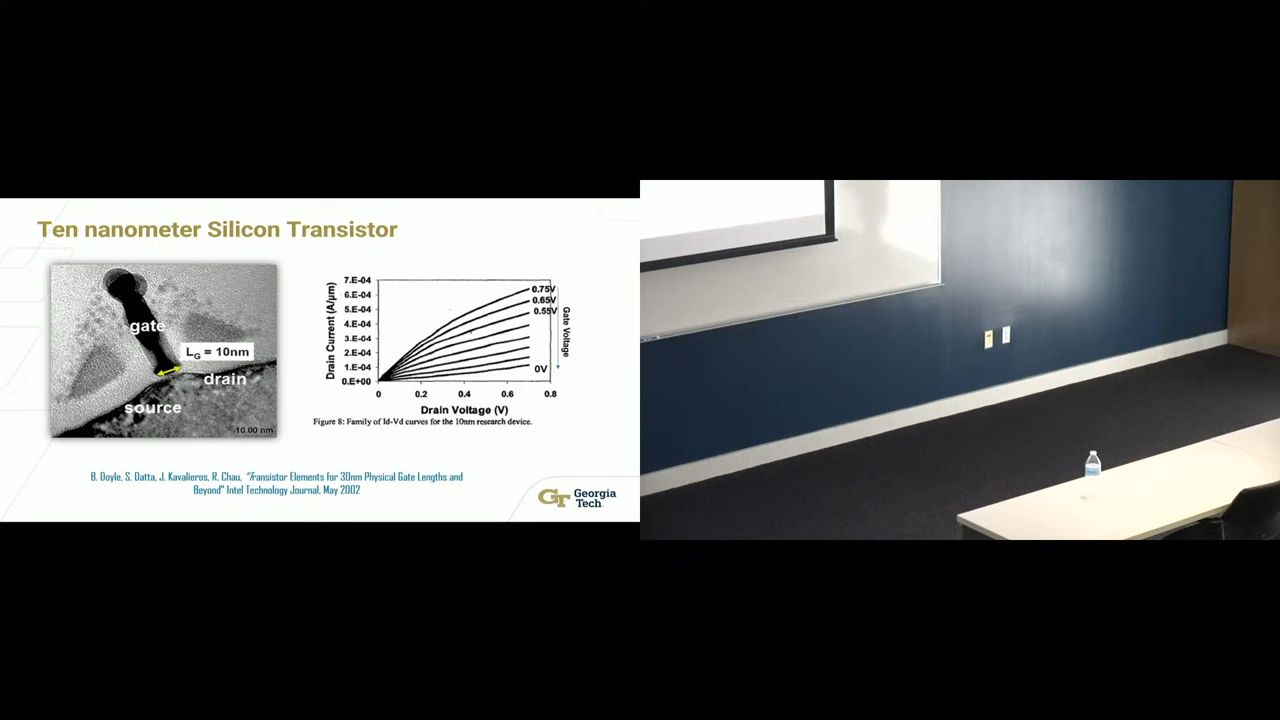 Ten nanometer Silicon Transistor
gate
L_G = 10nm
drain
source
10.00 nm
Drain Current (A/μm)
7.E-04
6.E-04
5.E-04
4.E-04
3.E-04
2.E-04
1.E-04
0.E+00
0 0.2 0.4 0.6 0.8
Drain Voltage (V)
0.75V
0.65V
0.55V
0V
Gate Voltage
Figure 8: Family of Id-Vd curves for the 10nm research device.
B. Doyle, S. Datta, J. Kavalieros, R. Chau, "Transistor Elements for 30nm Physical Gate Lengths and
Beyond" Intel Technology Journal, May 2002
GT Georgia
Tech